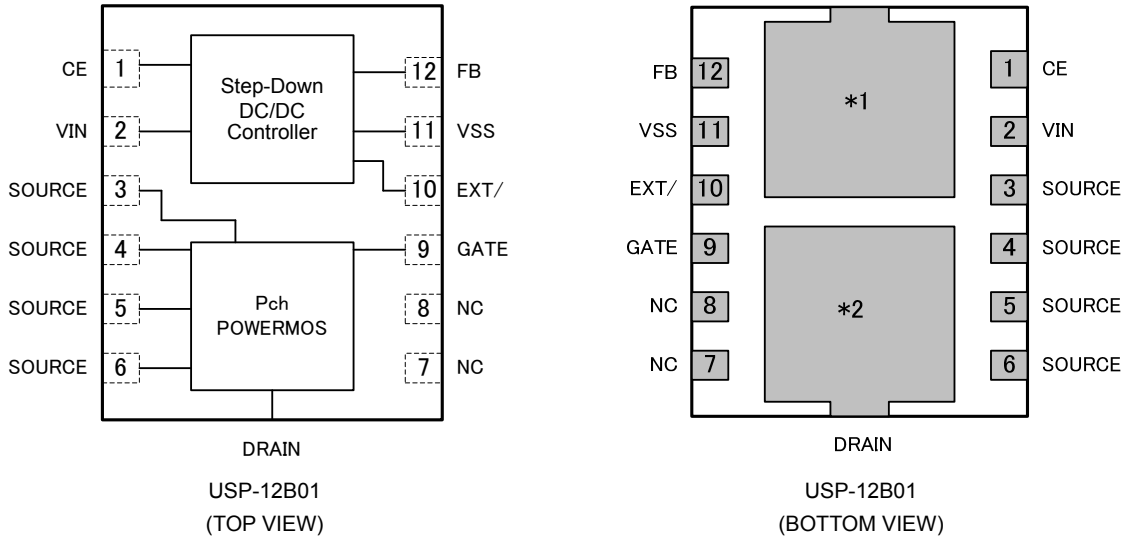 CE 1
VIN 2
SOURCE 3
SOURCE 4
SOURCE 5
SOURCE 6
Step-Down
DC/DC
Controller
Pch
POWERMOS
12 FB
11 VSS
10 EXT/
9 GATE
8 NC
7 NC
DRAIN
USP-12B01
(TOP VIEW)
FB 12
VSS 11
EXT/ 10
GATE 9
NC 8
NC 7
*1
*2
1 CE
2 VIN
3 SOURCE
4 SOURCE
5 SOURCE
6 SOURCE
DRAIN
USP-12B01
(BOTTOM VIEW)